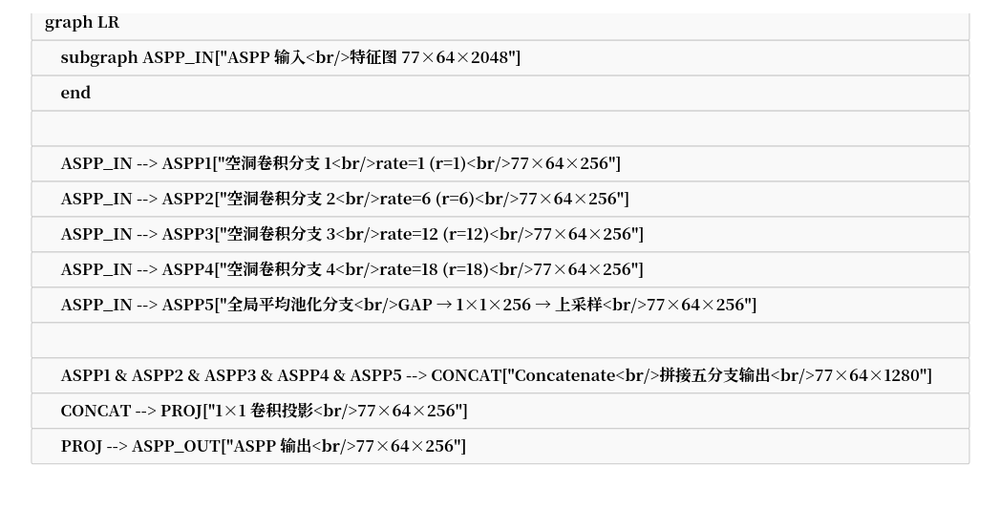 graph LR
subgraph ASPP_IN["ASPP 输入<br/>特征图 77×64×2048"]
end
ASPP_IN --> ASPP1["空洞卷积分支 1<br/>rate=1 (r=1)<br/>77×64×256"]
ASPP_IN --> ASPP2["空洞卷积分支 2<br/>rate=6 (r=6)<br/>77×64×256"]
ASPP_IN --> ASPP3["空洞卷积分支 3<br/>rate=12 (r=12)<br/>77×64×256"]
ASPP_IN --> ASPP4["空洞卷积分支 4<br/>rate=18 (r=18)<br/>77×64×256"]
ASPP_IN --> ASPP5["全局平均池化分支<br/>GAP → 1×1×256 → 上采样<br/>77×64×256"]
ASPP1 & ASPP2 & ASPP3 & ASPP4 & ASPP5 --> CONCAT["Concatenate<br/>拼接五分支输出<br/>77×64×1280"]
CONCAT --> PROJ["1×1 卷积投影<br/>77×64×256"]
PROJ --> ASPP_OUT["ASPP 输出<br/>77×64×256"]